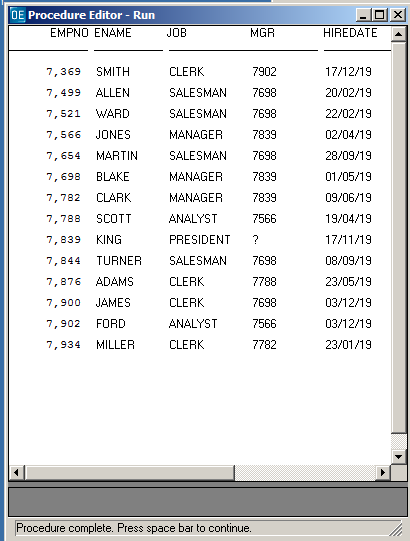 Procedure Editor - Run
EMPNO ENAME JOB MGR HIREDATE
7,369 SMITH CLERK 7902 17/12/19
7,499 ALLEN SALESMAN 7698 20/02/19
7,521 WARD SALESMAN 7698 22/02/19
7,566 JONES MANAGER 7839 02/04/19
7,654 MARTIN SALESMAN 7698 28/09/19
7,698 BLAKE MANAGER 7839 01/05/19
7,782 CLARK MANAGER 7839 09/06/19
7,788 SCOTT ANALYST 7566 19/04/19
7,839 KING PRESIDENT ? 17/11/19
7,844 TURNER SALESMAN 7698 08/09/19
7,876 ADAMS CLERK 7788 23/05/19
7,900 JAMES CLERK 7698 03/12/19
7,902 FORD ANALYST 7566 03/12/19
7,934 MILLER CLERK 7782 23/01/19
Procedure complete. Press space bar to continue.